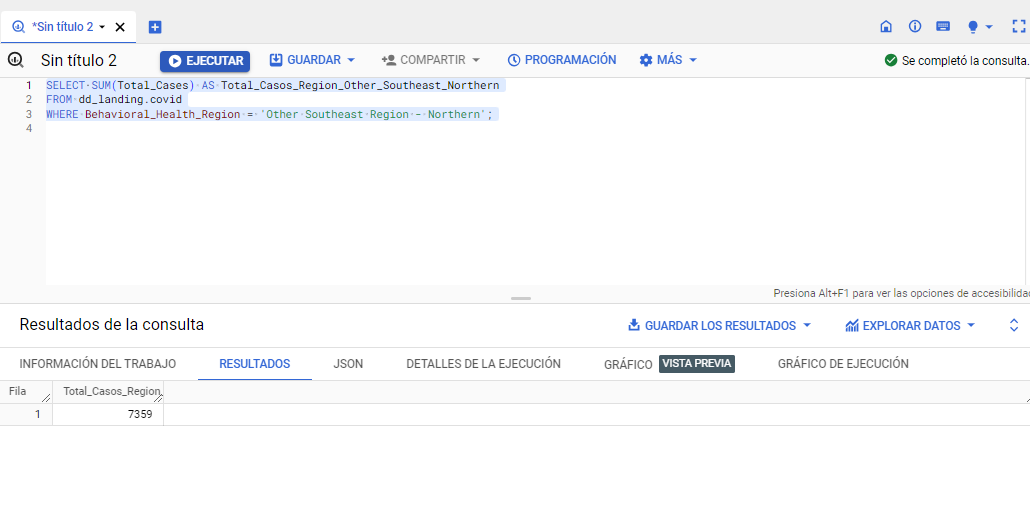 *Sin título 2
Sin título 2 EJECUTAR GUARDAR COMPARTIR PROGRAMACIÓN MÁS Se completó la consulta.
1 SELECT SUM(Total_Cases) AS Total_Casos_Region_Other_Southeast_Northern
2 FROM dd_landing.covid
3 WHERE Behavioral_Health_Region = 'Other Southeast Region - Northern';
4
Presiona Alt+F1 para ver las opciones de accesibilida
Resultados de la consulta GUARDAR LOS RESULTADOS EXPLORAR DATOS
INFORMACIÓN DEL TRABAJO RESULTADOS JSON DETALLES DE LA EJECUCIÓN GRÁFICO VISTA PREVIA GRÁFICO DE EJECUCIÓN
Fila Total_Casos_Region_
1 7359